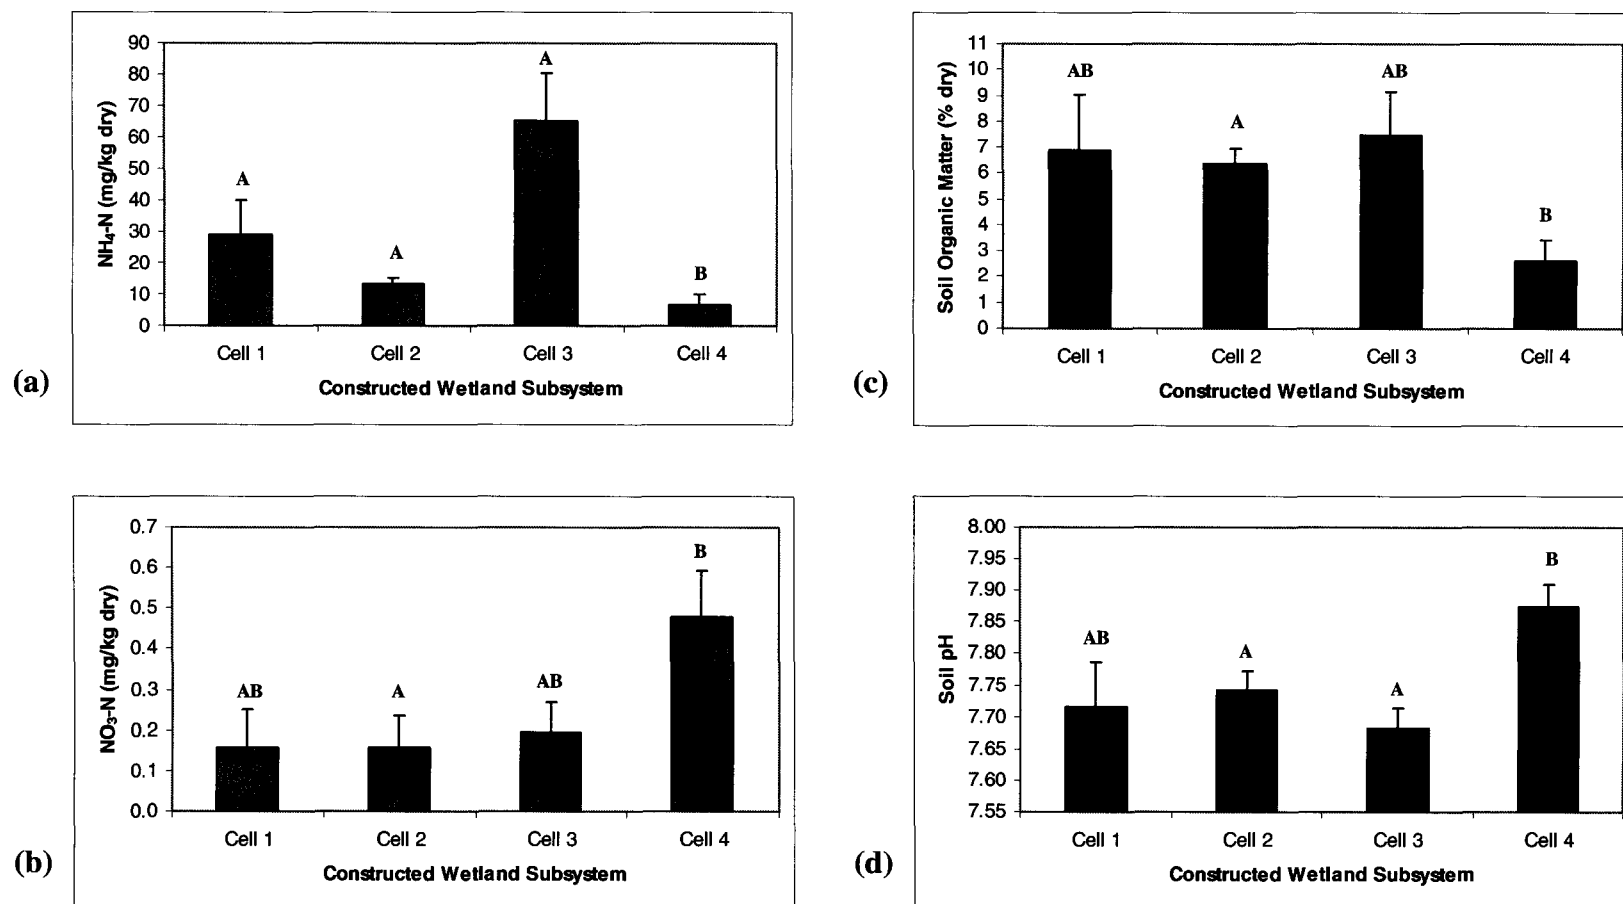 90
80
70
60
50
40
30
20
10
0
NH₄-N (mg/kg dry)
A
A
A
B
Cell 1 Cell 2 Cell 3 Cell 4
Constructed Wetland Subsystem
(a)
11
10
9
8
7
6
5
4
3
2
1
0
Soil Organic Matter (% dry)
AB
A
AB
B
Cell 1 Cell 2 Cell 3 Cell 4
Constructed Wetland Subsystem
(c)
0.7
0.6
0.5
0.4
0.3
0.2
0.1
0.0
NO₃-N (mg/kg dry)
AB
A
AB
B
Cell 1 Cell 2 Cell 3 Cell 4
Constructed Wetland Subsystem
(b)
8.00
7.95
7.90
7.85
7.80
7.75
7.70
7.65
7.60
7.55
Soil pH
AB
A
A
B
Cell 1 Cell 2 Cell 3 Cell 4
Constructed Wetland Subsystem
(d)